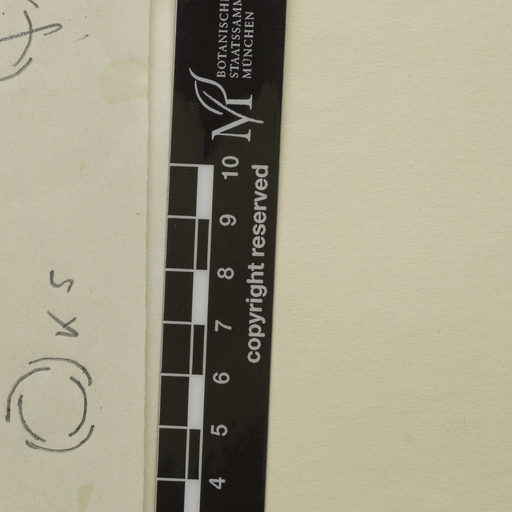 BOTANISCHE
STAATSSAMM
MÜNCHEN
M
10
9
8
7
6
5
4
copyright reserved
K 5